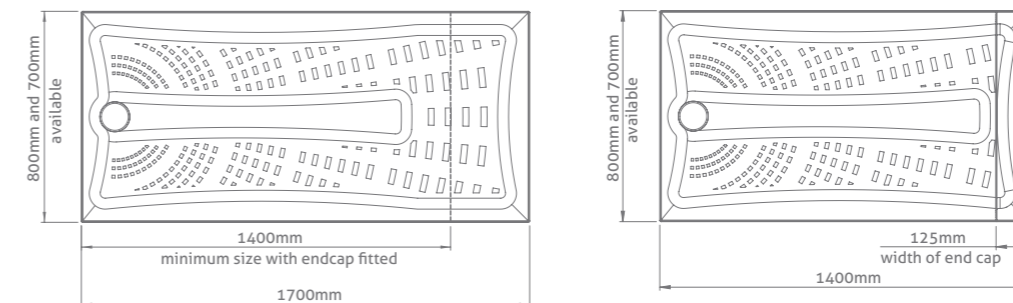 800mm and 700mm
available
1400mm
minimum size with endcap fitted
1700mm
800mm and 700mm
available
125mm
width of end cap
1400mm